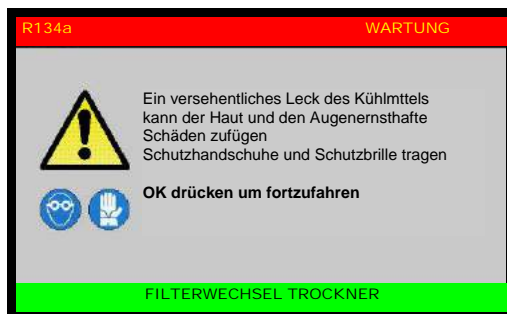 R134a WARTUNG
Ein versehentliches Leck des Kühlmttels
kann der Haut und den Augenernsthafte
Schäden zufügen
Schutzhandschuhe und Schutzbrille tragen
OK drücken um fortzufahren
FILTERWECHSEL TROCKNER